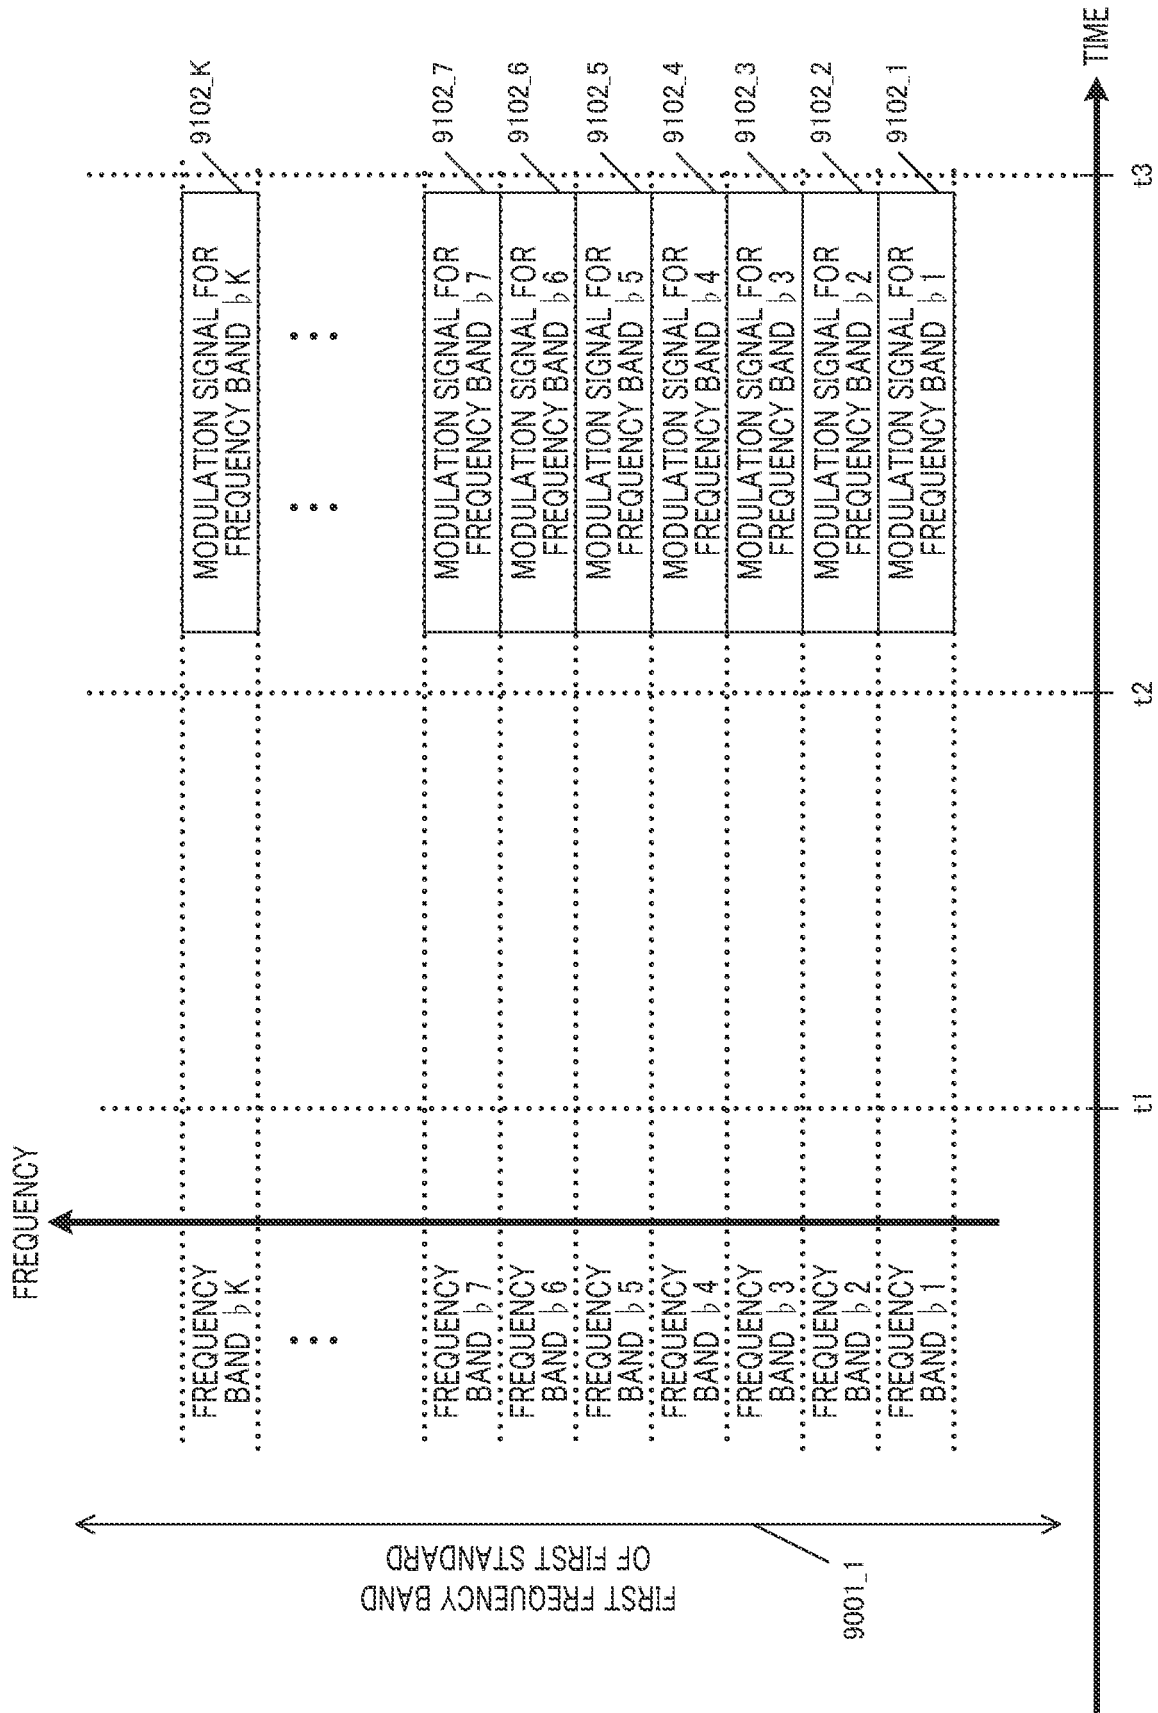 FREQUENCY
FIRST FREQUENCY BAND
OF FIRST STANDARD
9001_1
FREQUENCY
BAND ♭K
...
FREQUENCY
BAND ♭7
FREQUENCY
BAND ♭6
FREQUENCY
BAND ♭5
FREQUENCY
BAND ♭4
FREQUENCY
BAND ♭3
FREQUENCY
BAND ♭2
FREQUENCY
BAND ♭1
MODULATION SIGNAL FOR
FREQUENCY BAND ♭K
9102_K
... ...
MODULATION SIGNAL FOR
FREQUENCY BAND ♭7
9102_7
MODULATION SIGNAL FOR
FREQUENCY BAND ♭6
9102_6
MODULATION SIGNAL FOR
FREQUENCY BAND ♭5
9102_5
MODULATION SIGNAL FOR
FREQUENCY BAND ♭4
9102_4
MODULATION SIGNAL FOR
FREQUENCY BAND ♭3
9102_3
MODULATION SIGNAL FOR
FREQUENCY BAND ♭2
9102_2
MODULATION SIGNAL FOR
FREQUENCY BAND ♭1
9102_1
t1
t2
t3
TIME